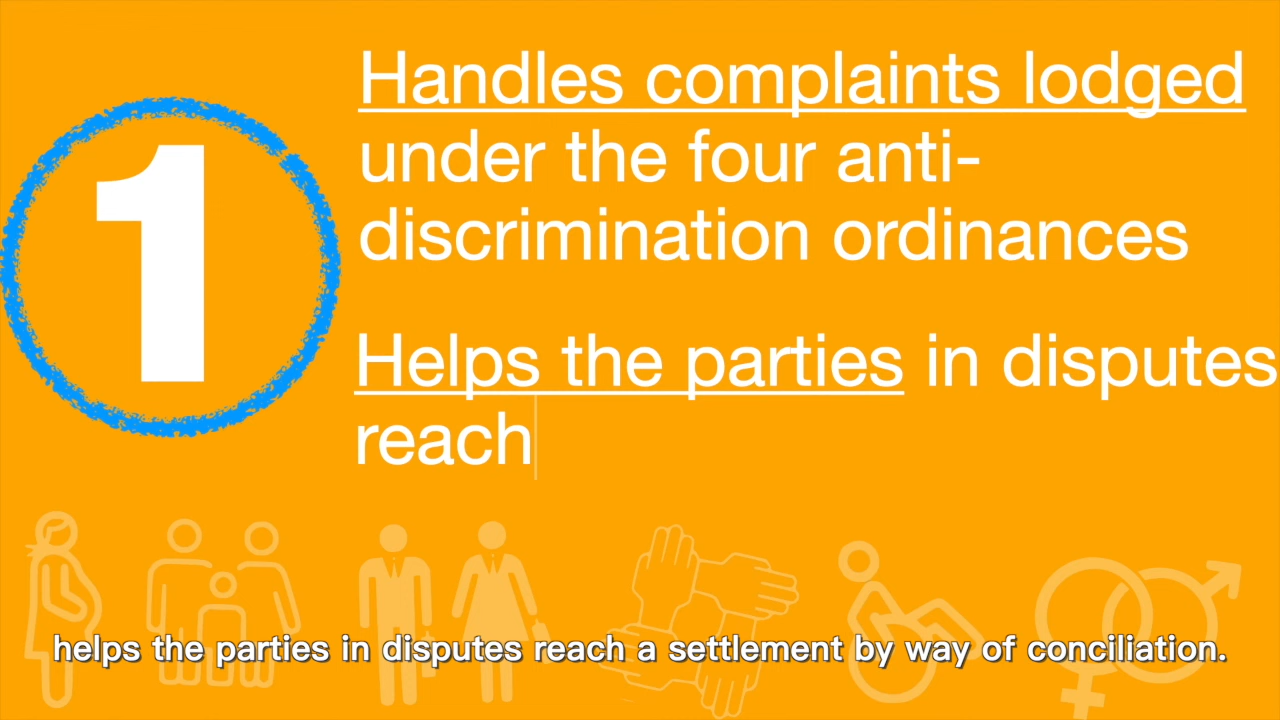 1
Handles complaints lodged
under the four anti-
discrimination ordinances
Helps the parties in disputes
reach
helps the parties in disputes reach a settlement by way of conciliation.